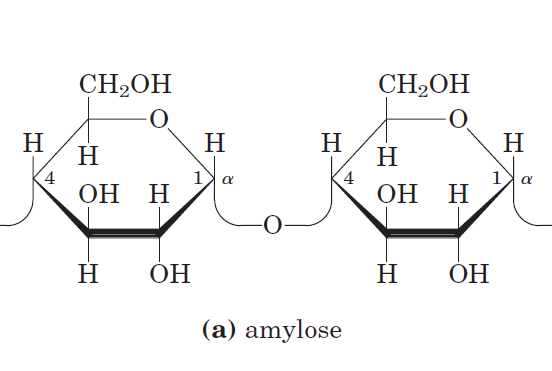 CH₂OH CH₂OH
O O
H H H H
H H
4 1 α 4 1 α
OH H OH H
O
H OH H OH
(a) amylose